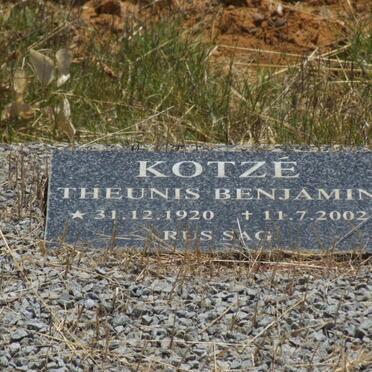 KOTZÉ
THEUNIS BENJAMIN
★ 31.12.1920 ✝ 11.7.2002
RUS SAG